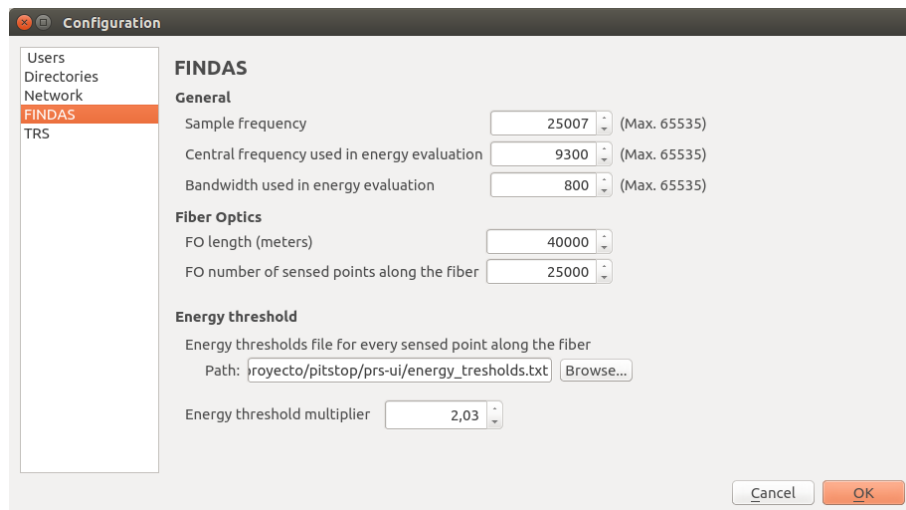 Configuration
Users
Directories
Network
FINDAS
TRS
FINDAS
General
Sample frequency 25007 (Max. 65535)
Central frequency used in energy evaluation 9300 (Max. 65535)
Bandwidth used in energy evaluation 800 (Max. 65535)
Fiber Optics
FO length (meters) 40000
FO number of sensed points along the fiber 25000
Energy threshold
Energy thresholds file for every sensed point along the fiber
Path: royecto/pitstop/prs-ui/energy_tresholds.txt Browse...
Energy threshold multiplier 2,03
Cancel OK